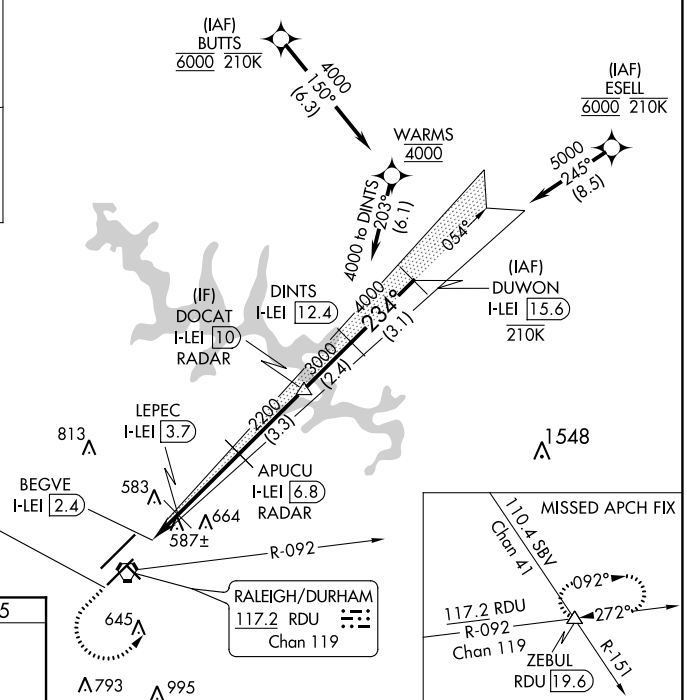 (IAF)
BUTTS
6000 210K
4000
150°
(6.3)
(IAF)
ESELL
6000 210K
5000
245°
(8.5)
WARMS
4000
4000 to DINTS
203°
(6.1)
054°
(IAF)
DUWON
I-LEI 15.6
210K
4000
234°
(3.1)
DINTS
I-LEI 12.4
(IF)
DOCAT
I-LEI 10
RADAR
3000
(2.4)
2200
(3.3)
LEPEC
I-LEI 3.7
APUCU
I-LEI 6.8
RADAR
813
1548
BEGVE
I-LEI 2.4
583
664
587±
R-092
RALEIGH/DURHAM
117.2 RDU
Chan 119
5
645
793
995
MISSED APCH FIX
110.4 SBV
Chan 41
092°
272°
117.2 RDU
R-092
Chan 119
R-151
ZEBUL
RDU 19.6